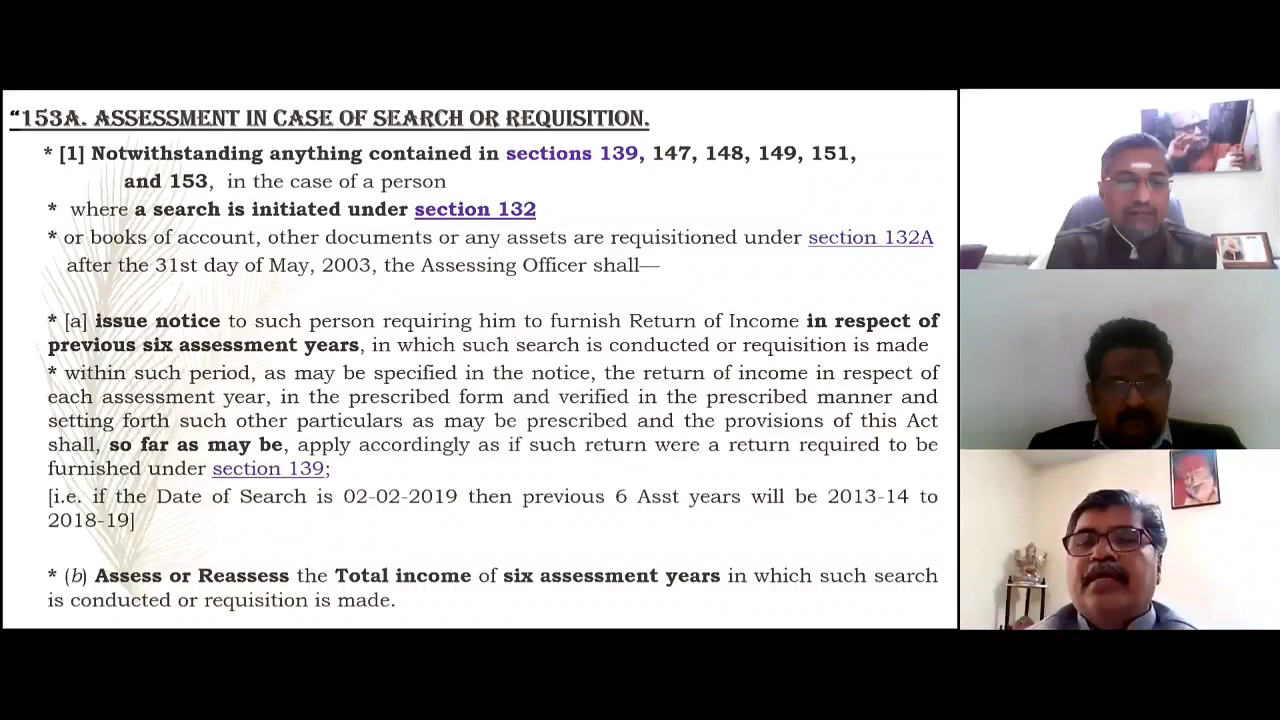 “153A. ASSESSMENT IN CASE OF SEARCH OR REQUISITION.
* [1] Notwithstanding anything contained in sections 139, 147, 148, 149, 151,
and 153, in the case of a person
* where a search is initiated under section 132
* or books of account, other documents or any assets are requisitioned under section 132A
after the 31st day of May, 2003, the Assessing Officer shall—
* [a] issue notice to such person requiring him to furnish Return of Income in respect of
previous six assessment years, in which such search is conducted or requisition is made
* within such period, as may be specified in the notice, the return of income in respect of
each assessment year, in the prescribed form and verified in the prescribed manner and
setting forth such other particulars as may be prescribed and the provisions of this Act
shall, so far as may be, apply accordingly as if such return were a return required to be
furnished under section 139;
[i.e. if the Date of Search is 02-02-2019 then previous 6 Asst years will be 2013-14 to
2018-19]
* (b) Assess or Reassess the Total income of six assessment years in which such search
is conducted or requisition is made.